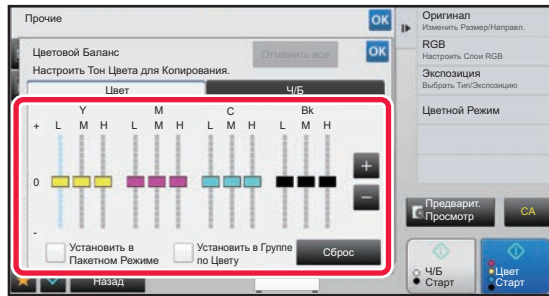 Прочие
OK
Цветовой Баланс
Отменить все
OK
Настроить Тон Цвета для Копирования.
Цвет
Ч/Б
Y M C Bk
+ L M H L M H L M H L M H
+
0
−
-
Установить в
Пакетном Режиме
Установить в Группе
по Цвету
Сброс
Назад
Оригинал
Изменить Размер/Направл.
RGB
Настроить Слои RGB
Экспозиция
Выбрать Тип/Экспозицию
Цветной Режим
Предварит.
Просмотр
CA
Ч/Б
Старт
Цвет
Старт